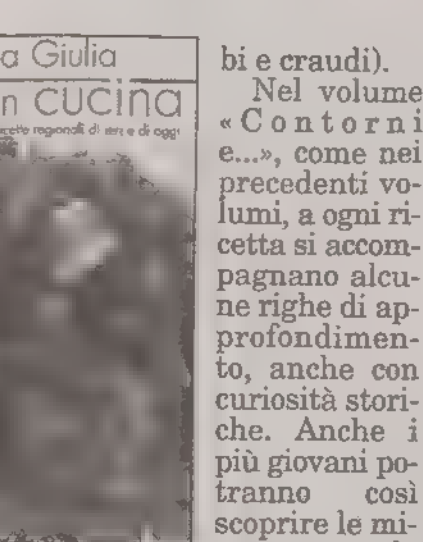 a Giulia
n cucina
ricette regionali di ieri e di oggi
bi e craudi).
Nel volume
«Contorni
e...», come nei
precedenti vo-
lumi, a ogni ri-
cetta si accom-
pagnano alcu-
ne righe di ap-
profondimen-
to, anche con
curiosità stori-
che. Anche i
più giovani po-
tranno così
scoprire le mi-